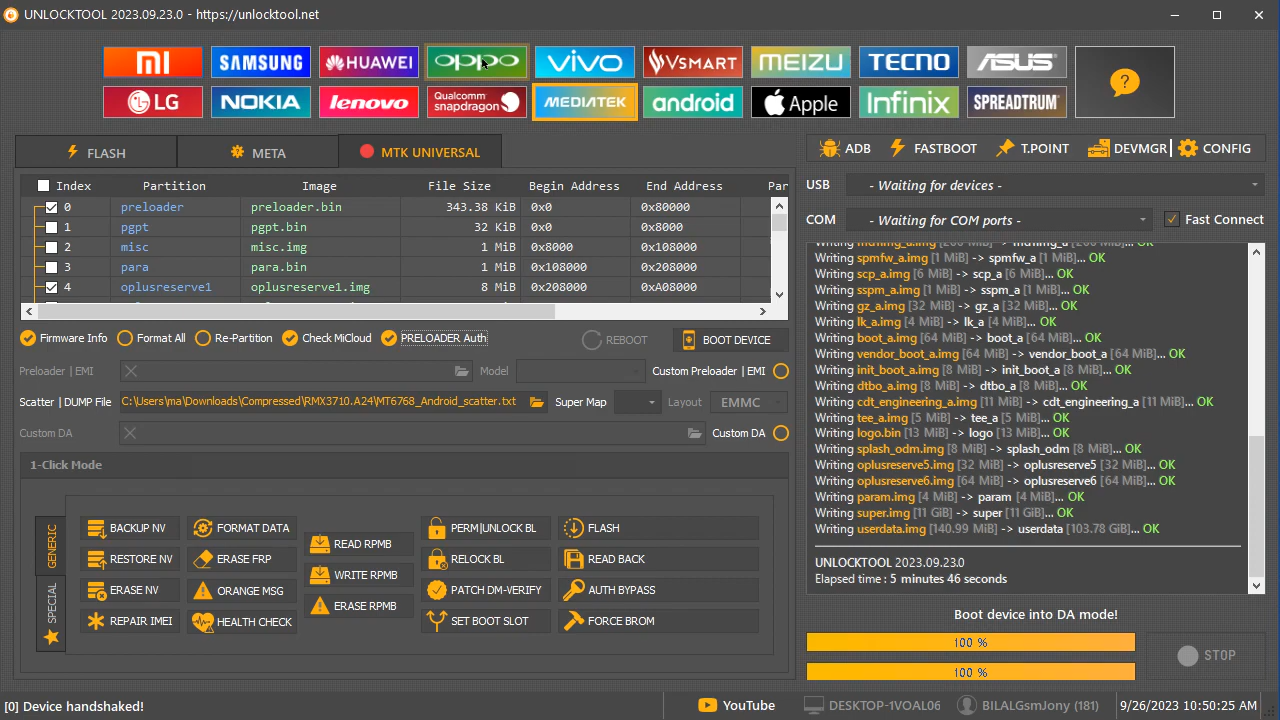 UNLOCKTOOL 2023.09.23.0 - https://unlocktool.net
mi SAMSUNG HUAWEI oppo vivo VSMART MEIZU TECNO ASUS
LG NOKIA lenovo Qualcomm snapdragon MEDIATEK android Apple Infinix SPREADTRUM ?
FLASH META MTK UNIVERSAL
ADB FASTBOOT T.POINT DEVMGR CONFIG
Index Partition Image File Size Begin Address End Address Par
0 preloader preloader.bin 343.38 KiB 0x0 0x80000
1 pgpt pgpt.bin 32 KiB 0x0 0x8000
2 misc misc.img 1 MiB 0x8000 0x108000
3 para para.bin 1 MiB 0x108000 0x208000
4 oplusreserve1 oplusreserve1.img 8 MiB 0x208000 0xA08000
Firmware Info Format All Re-Partition Check MiCloud PRELOADER Auth REBOOT BOOT DEVICE
Preloader | EMI Model Custom Preloader | EMI
Scatter | DUMP File C:\Users\ma\Downloads\Compressed\RMX3710.A24\MT6768_Android_scatter.txt Super Map Layout EMMC
Custom DA Custom DA
1-Click Mode
GENERIC
SPECIAL
BACKUP NV FORMAT DATA READ RPMB PERM|UNLOCK BL FLASH
RESTORE NV ERASE FRP WRITE RPMB RELOCK BL READ BACK
ERASE NV ORANGE MSG ERASE RPMB PATCH DM-VERIFY AUTH BYPASS
REPAIR IMEI HEALTH CHECK SET BOOT SLOT FORCE BROM
USB - Waiting for devices -
COM - Waiting for COM ports - Fast Connect
Writing spmfw_a.img [1 MiB] -> spmfw_a [1 MiB]... OK
Writing scp_a.img [6 MiB] -> scp_a [6 MiB]... OK
Writing sspm_a.img [1 MiB] -> sspm_a [1 MiB]... OK
Writing gz_a.img [32 MiB] -> gz_a [32 MiB]... OK
Writing lk_a.img [4 MiB] -> lk_a [4 MiB]... OK
Writing boot_a.img [64 MiB] -> boot_a [64 MiB]... OK
Writing vendor_boot_a.img [64 MiB] -> vendor_boot_a [64 MiB]... OK
Writing init_boot_a.img [8 MiB] -> init_boot_a [8 MiB]... OK
Writing dtbo_a.img [8 MiB] -> dtbo_a [8 MiB]... OK
Writing cdt_engineering_a.img [11 MiB] -> cdt_engineering_a [11 MiB]... OK
Writing tee_a.img [5 MiB] -> tee_a [5 MiB]... OK
Writing logo.bin [13 MiB] -> logo [13 MiB]... OK
Writing splash_odm.img [8 MiB] -> splash_odm [8 MiB]... OK
Writing oplusreserve5.img [32 MiB] -> oplusreserve5 [32 MiB]... OK
Writing oplusreserve6.img [64 MiB] -> oplusreserve6 [64 MiB]... OK
Writing param.img [4 MiB] -> param [4 MiB]... OK
Writing super.img [11 GiB] -> super [11 GiB]... OK
Writing userdata.img [140.99 MiB] -> userdata [103.78 GiB]... OK
UNLOCKTOOL 2023.09.23.0
Elapsed time : 5 minutes 46 seconds
Boot device into DA mode!
100 %
100 %
STOP
[0] Device handshaked! YouTube DESKTOP-1VOAL06 BILALGsmJony (181) 9/26/2023 10:50:25 AM